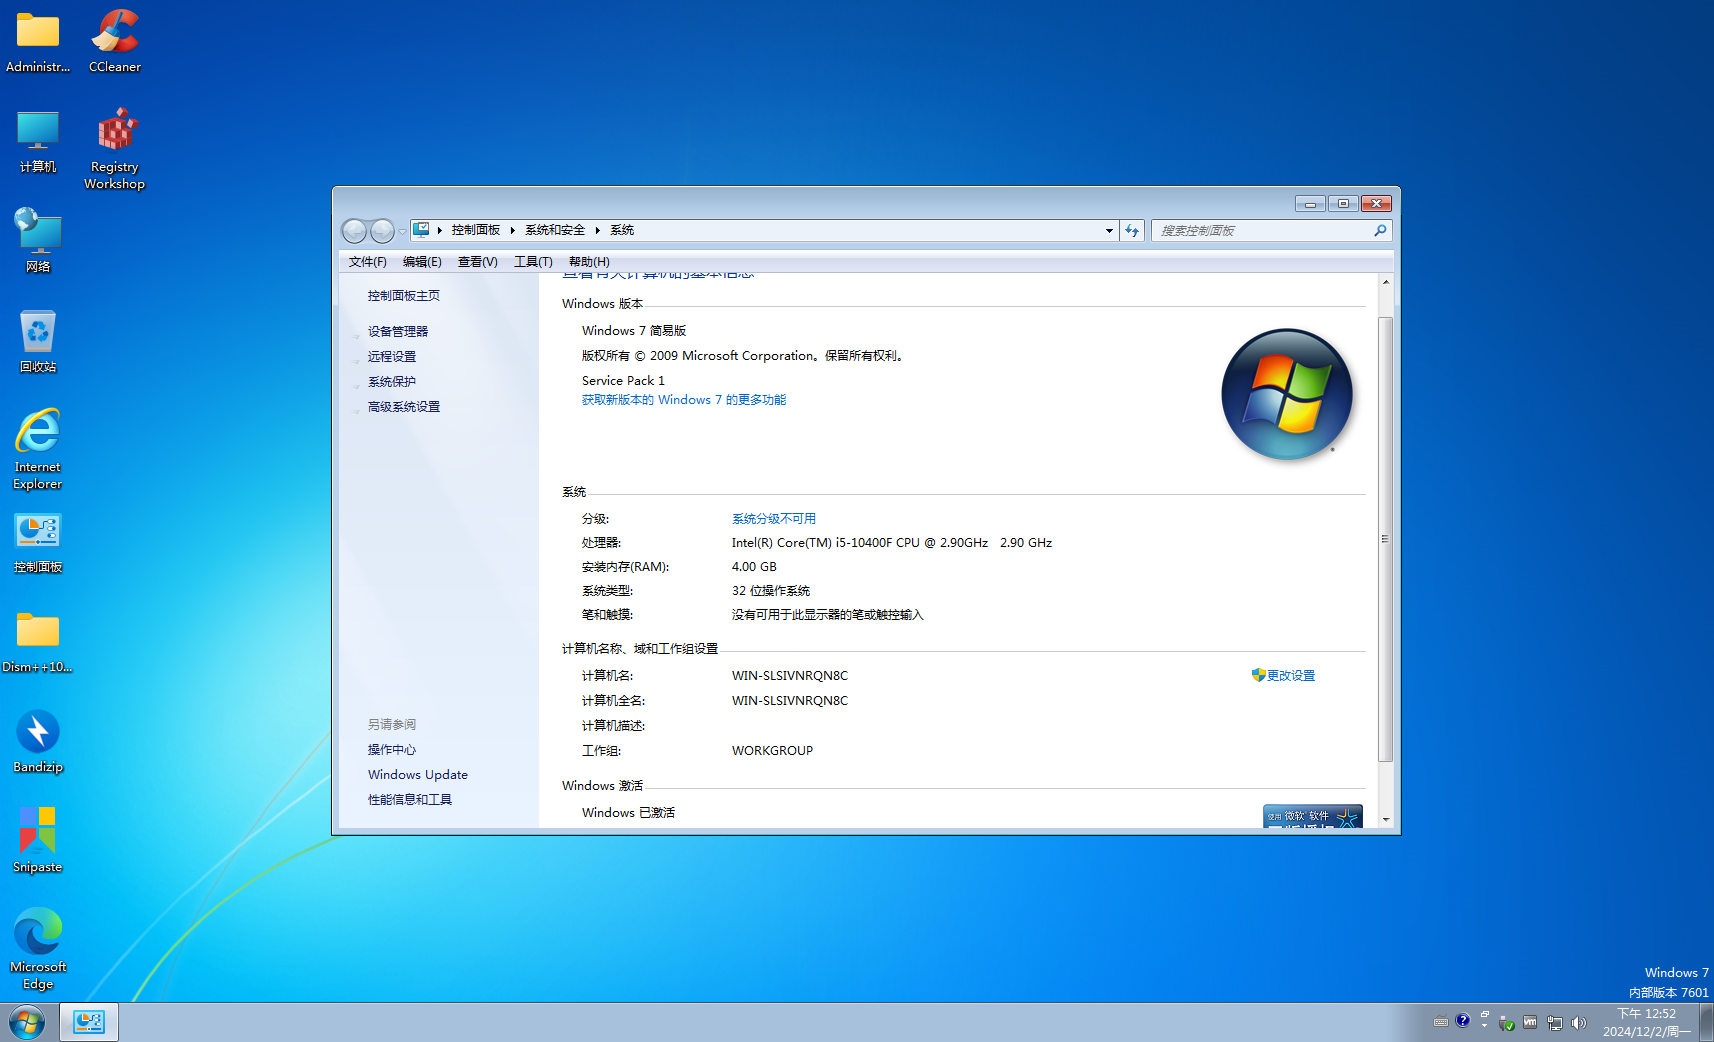 Administr...
CCleaner
计算机
Registry
Workshop
网络
回收站
Internet
Explorer
控制面板
Dism++10...
Bandizip
Snipaste
Microsoft
Edge
控制面板 系统和安全 系统
搜索控制面板
文件(F) 编辑(E) 查看(V) 工具(T) 帮助(H)
控制面板主页
设备管理器
远程设置
系统保护
高级系统设置
另请参阅
操作中心
Windows Update
性能信息和工具
查看有关计算机的基本信息
Windows 版本
Windows 7 简易版
版权所有 © 2009 Microsoft Corporation。保留所有权利。
Service Pack 1
获取新版本的 Windows 7 的更多功能
系统
分级: 系统分级不可用
处理器: Intel(R) Core(TM) i5-10400F CPU @ 2.90GHz 2.90 GHz
安装内存(RAM): 4.00 GB
系统类型: 32 位操作系统
笔和触摸: 没有可用于此显示器的笔或触控输入
计算机名称、域和工作组设置
计算机名: WIN-SLSIVNRQN8C
更改设置
计算机全名: WIN-SLSIVNRQN8C
计算机描述:
工作组: WORKGROUP
Windows 激活
Windows 已激活
使用 微软 软件
Windows 7
内部版本 7601
vm
下午 12:52
2024/12/2/周一